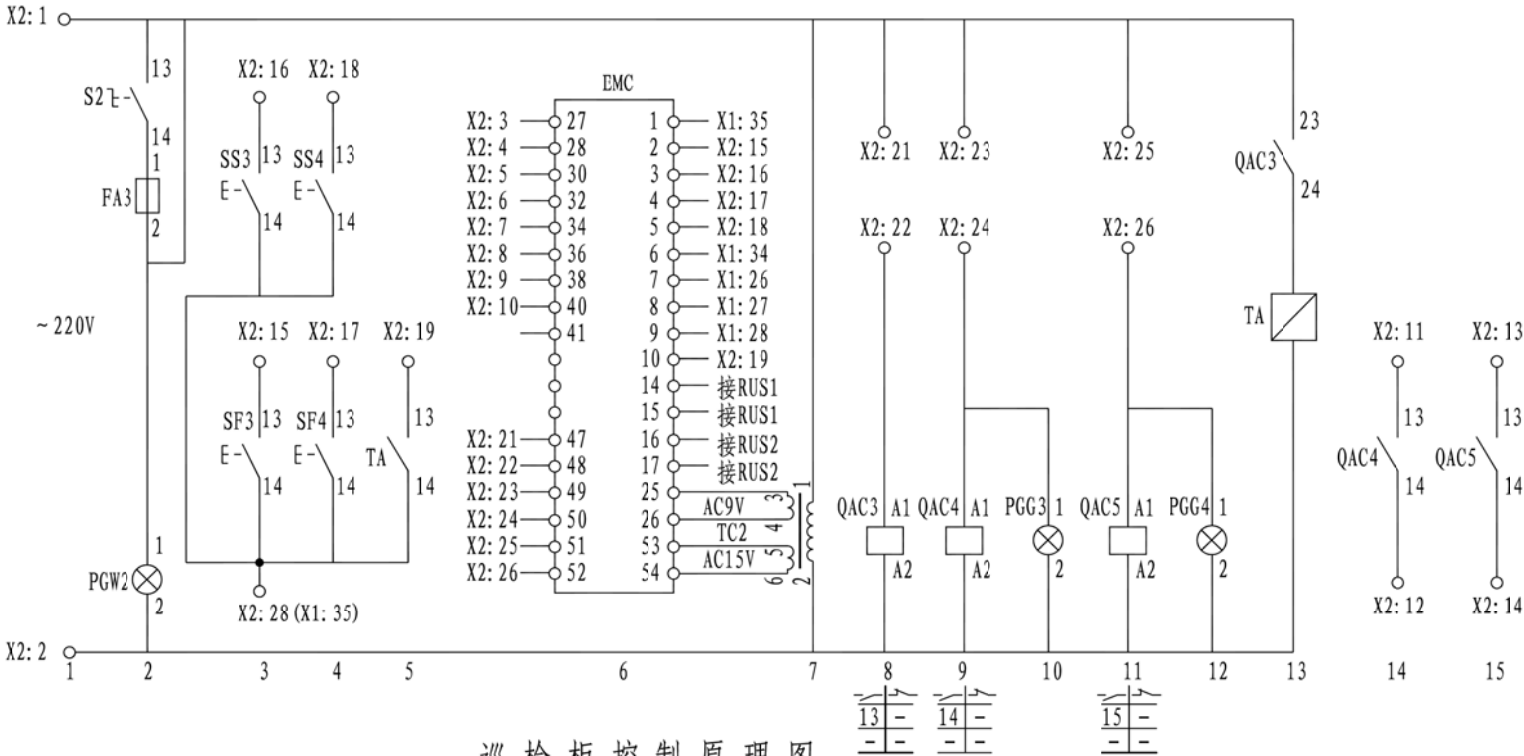 X2:1
13
S2
14
1
FA3
2
~220V
1
PGW2
2
X2:2
X2:16 X2:18
SS3 13 SS4 13
14 14
X2:15 X2:17 X2:19
SF3 13 SF4 13 13
TA
14 14 14
X2:28(X1:35)
EMC
X2:3 27 1 X1:35
X2:4 28 2 X2:15
X2:5 30 3 X2:16
X2:6 32 4 X2:17
X2:7 34 5 X2:18
X2:8 36 6 X1:34
X2:9 38 7 X1:26
X2:10 40 8 X1:27
41 9 X1:28
10 X2:19
14 接RUS1
15 接RUS1
X2:21 47 16 接RUS2
X2:22 48 17 接RUS2
X2:23 49 25
X2:24 50 26
X2:25 51 53
X2:26 52 54
AC9V 3 4 1
TC2
AC15V 5 6 2
X2:21 X2:23 X2:25
X2:22 X2:24 X2:26
QAC3 A1 QAC4 A1 PGG3 1 QAC5 A1 PGG4 1
A2 A2 2 A2 2
23
QAC3
24
TA
X2:11 X2:13
13 13
QAC4 QAC5
14 14
X2:12 X2:14
1 2 3 4 5 6 7 8 9 10 11 12 13 14 15
13 - 14 - 15 -
- - - - - -
巡检柜控制原理图